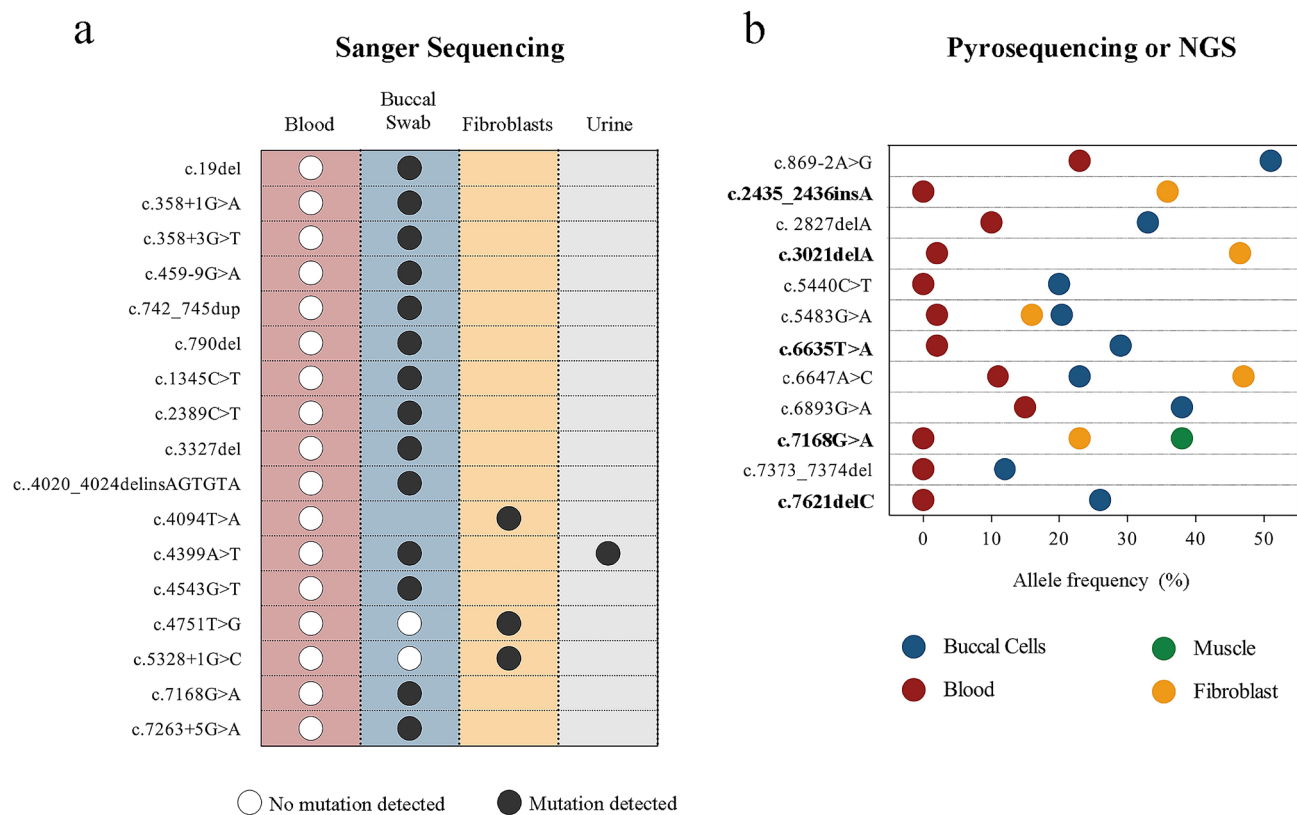 a
Sanger Sequencing
Blood
Buccal
Swab
Fibroblasts
Urine
c.19del
c.358+1G>A
c.358+3G>T
c.459-9G>A
c.742_745dup
c.790del
c.1345C>T
c.2389C>T
c.3327del
c..4020_4024delinsAGTGTA
c.4094T>A
c.4399A>T
c.4543G>T
c.4751T>G
c.5328+1G>C
c.7168G>A
c.7263+5G>A
No mutation detected
Mutation detected
b
Pyrosequencing or NGS
c.869-2A>G
c.2435_2436insA
c. 2827delA
c.3021delA
c.5440C>T
c.5483G>A
c.6635T>A
c.6647A>C
c.6893G>A
c.7168G>A
c.7373_7374del
c.7621delC
0 10 20 30 40 50
Allele frequency (%)
Buccal Cells
Muscle
Blood
Fibroblast